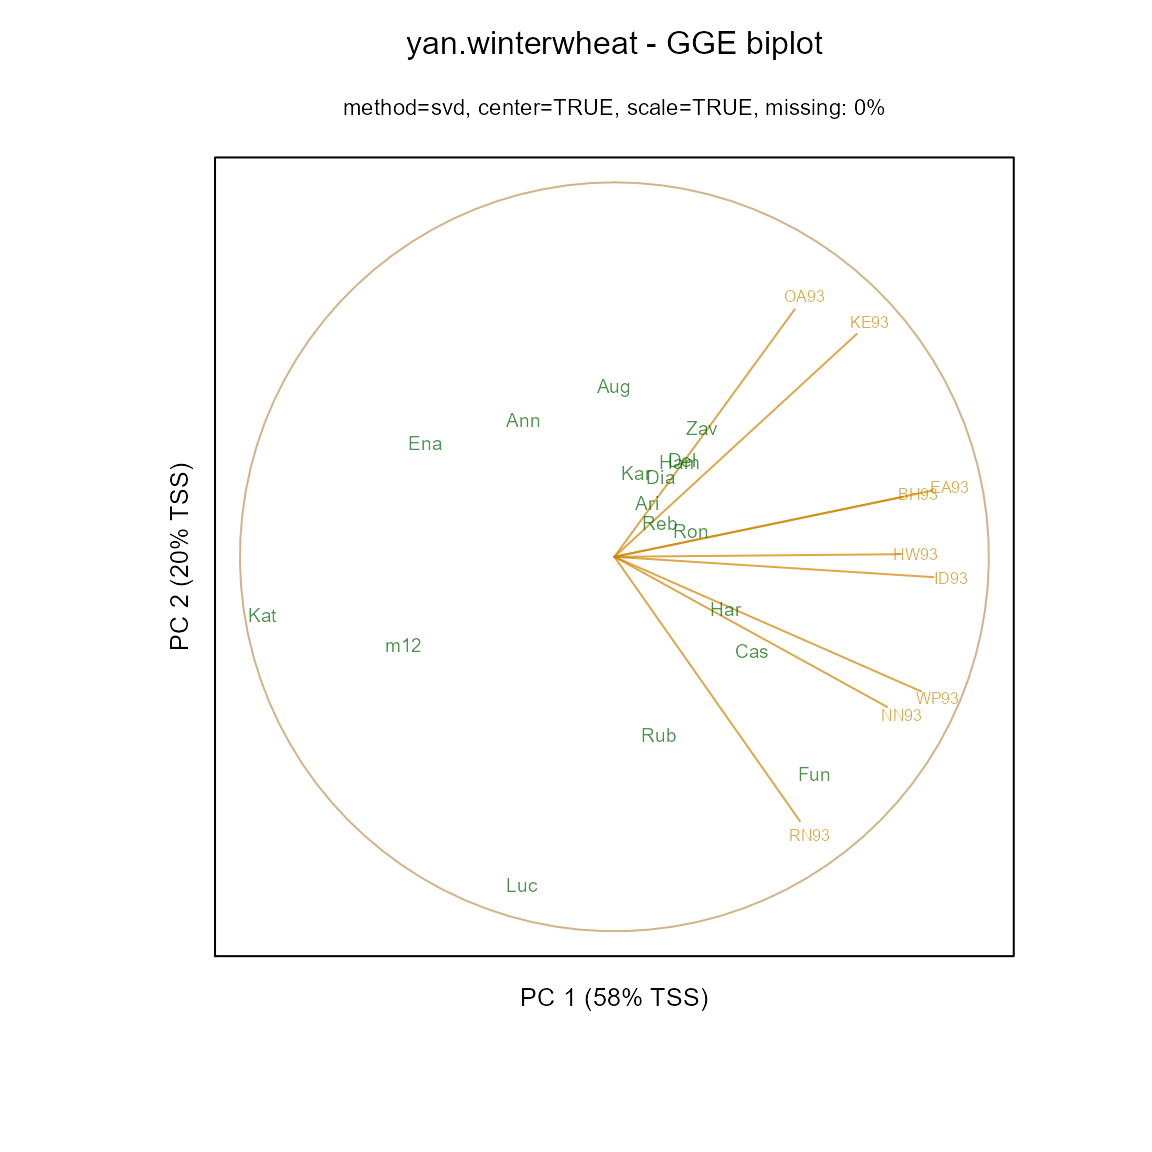 yan.winterwheat - GGE biplot
method=svd, center=TRUE, scale=TRUE, missing: 0%
OA93
KE93
Aug
Ann
Zav
Ena
Del
Ham
Kar
Dia
EA93
BH93
Ari
Reb
Ron
HW93
ID93
PC 2 (20% TSS)
Har
Kat
m12
Cas
WP93
NN93
Rub
Fun
RN93
Luc
PC 1 (58% TSS)